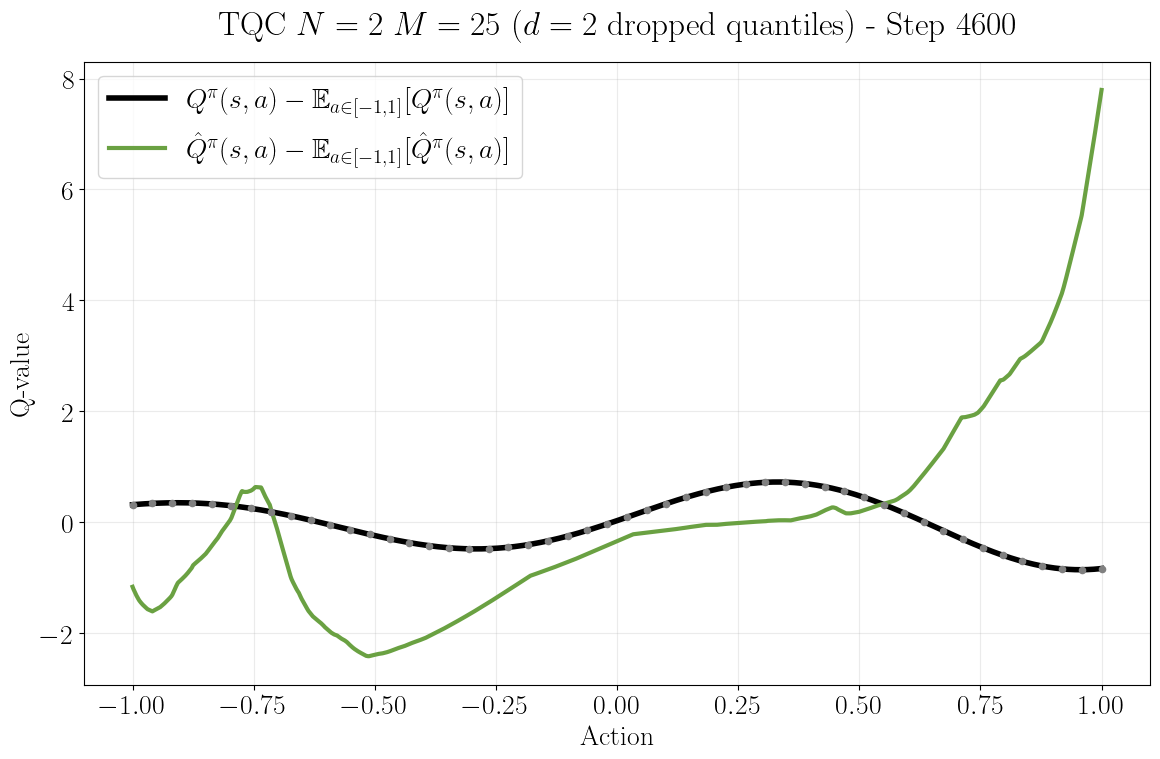 TQC N = 2 M = 25 (d = 2 dropped quantiles) - Step 4600
Q^π(s, a) − 𝔼_{a∈[−1,1]}[Q^π(s, a)]
Q̂^π(s, a) − 𝔼_{a∈[−1,1]}[Q̂^π(s, a)]
8
6
4
2
0
−2
Q-value
−1.00 −0.75 −0.50 −0.25 0.00 0.25 0.50 0.75 1.00
Action